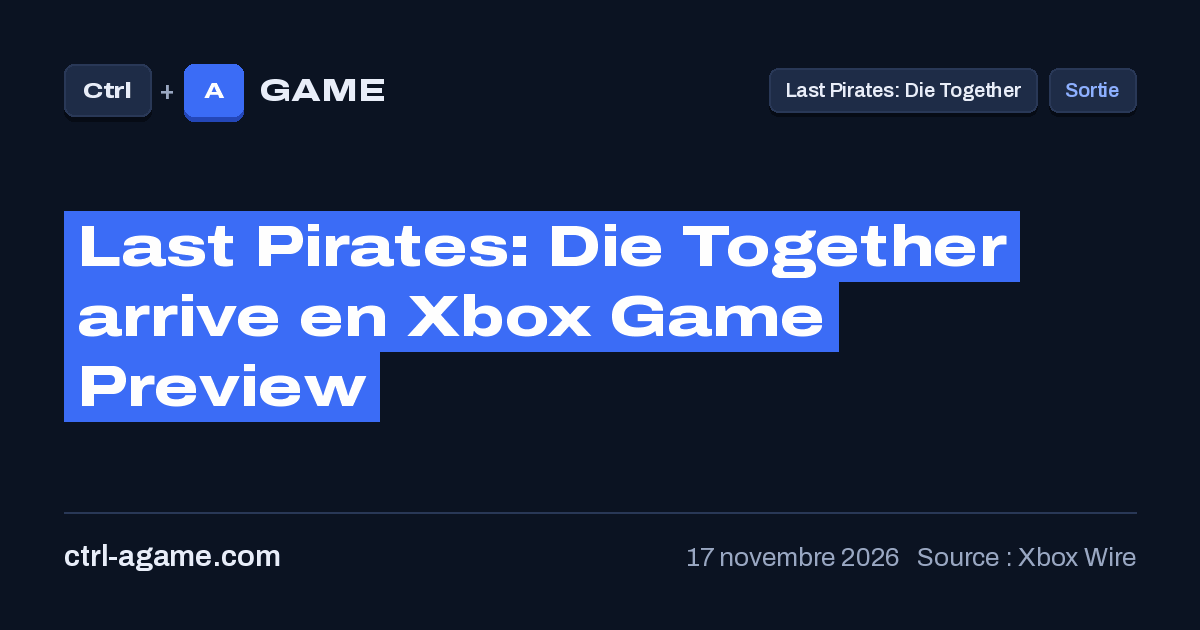 Ctrl + A GAME
Last Pirates: Die Together
Sortie
Last Pirates: Die Together
arrive en Xbox Game
Preview
ctrl-agame.com
17 novembre 2026 Source : Xbox Wire